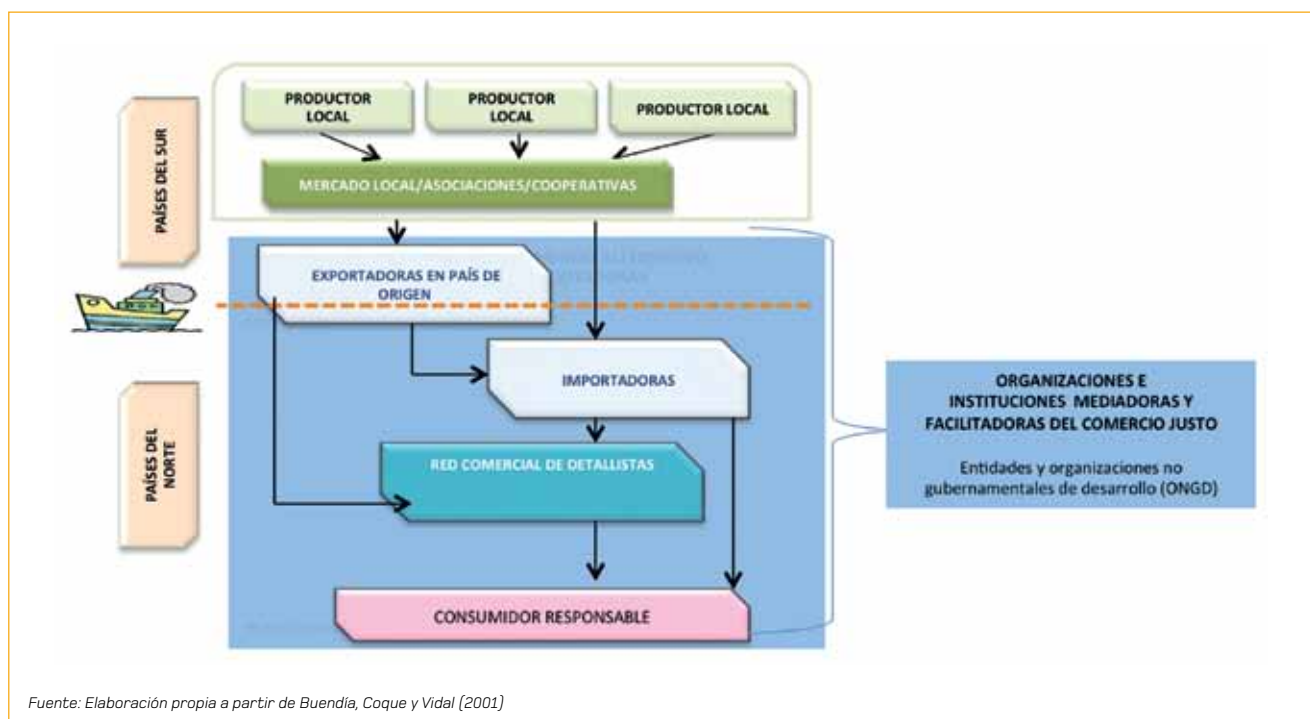 PRODUCTOR
LOCAL
PRODUCTOR
LOCAL
PRODUCTOR LOCAL
MERCADO LOCAL/ASOCIACIONES/COOPERATIVAS
PAÍSES DEL SUR
EXPORTADORAS EN PAÍS DE
ORIGEN
IMPORTADORAS
PAÍSES DEL
NORTE
RED COMERCIAL DE DETALLISTAS
CONSUMIDOR RESPONSABLE
ORGANIZACIONES E
INSTITUCIONES MEDIADORAS Y
FACILITADORAS DEL COMERCIO JUSTO
Entidades y organizaciones no
gubernamentales de desarrollo (ONGD)
Fuente: Elaboración propia a partir de Buendía, Coque y Vidal (2001)